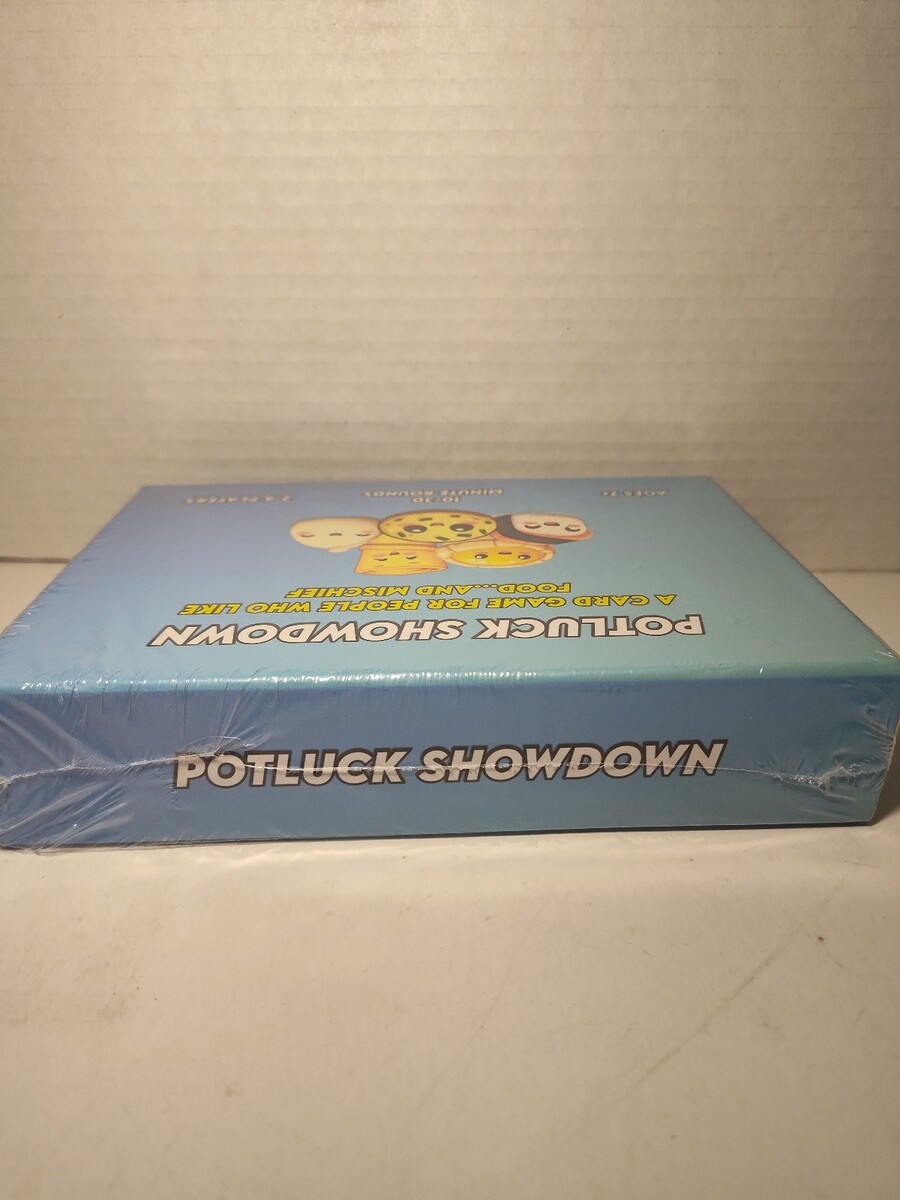 POTLUCK SHOWDOWN
A CARD GAME FOR PEOPLE WHO LIKE
FOOD...AND MISCHIEF
AGES 7+
10-30
MINUTE ROUNDS
2-6 PLAYERS
POTLUCK SHOWDOWN